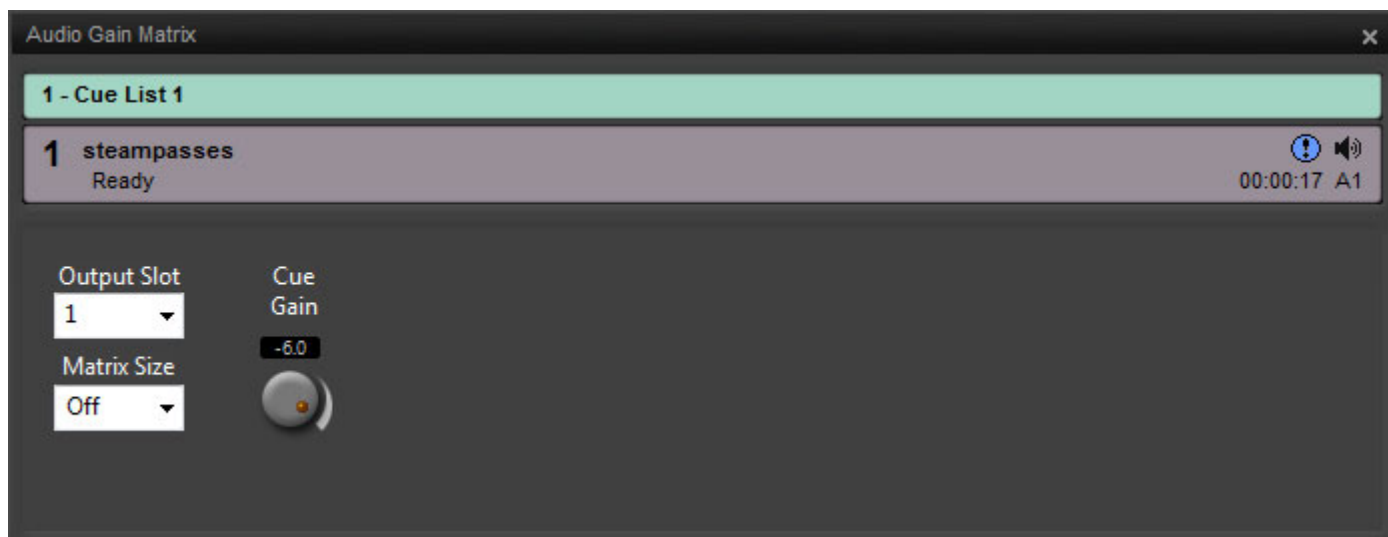 Audio Gain Matrix
1 - Cue List 1
1 steampasses
Ready
00:00:17 A1
Output Slot
1
Matrix Size
Off
Cue
Gain
-6.0